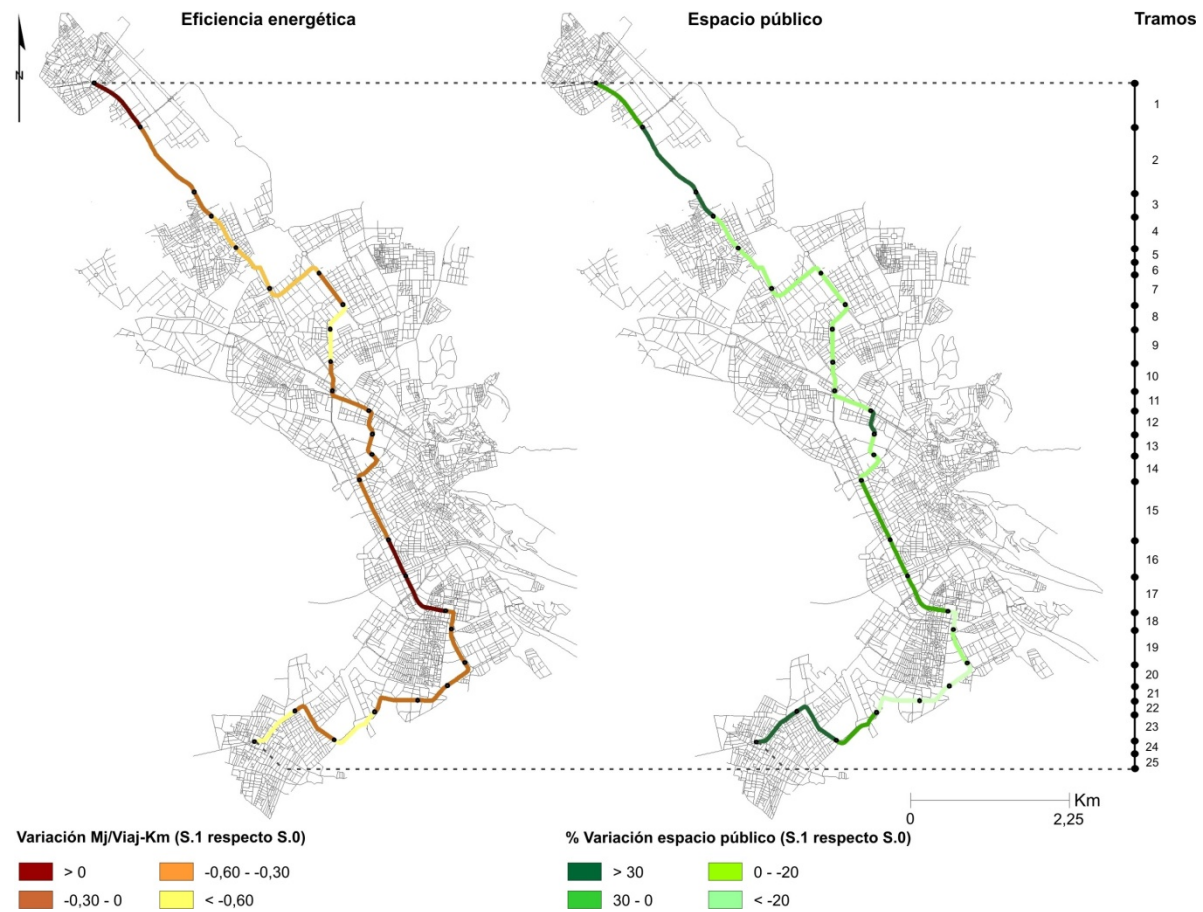 Eficiencia energética
Espacio público
Tramos
N
1
2
3
4
5
6
7
8
9
10
11
12
13
14
15
16
17
18
19
20
21
22
23
24
25
Km
0 2,25
Variación Mj/Viaj-Km (S.1 respecto S.0)
> 0
-0,60 - -0,30
-0,30 - 0
< -0,60
% Variación espacio público (S.1 respecto S.0)
> 30
0 - -20
30 - 0
< -20